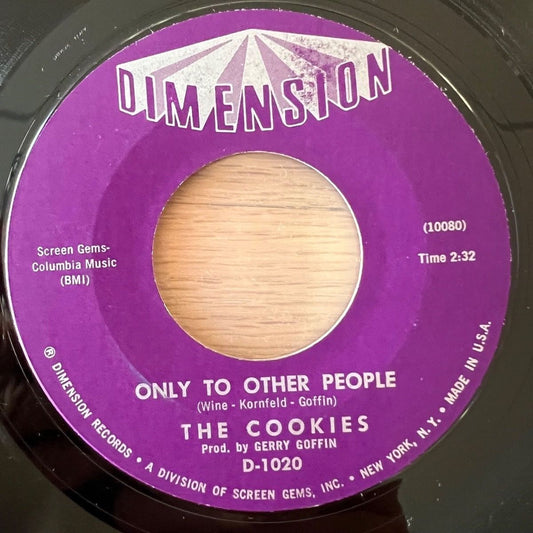 DIMENSION
Screen Gems-
Columbia Music
(BMI)
(10080)
Time 2:32
ONLY TO OTHER PEOPLE
(Wine - Kornfeld - Goffin)
THE COOKIES
Prod. by GERRY GOFFIN
D-1020
® DIMENSION RECORDS • A DIVISION OF SCREEN GEMS, INC. • NEW YORK, N. Y. • MADE IN U.S.A.